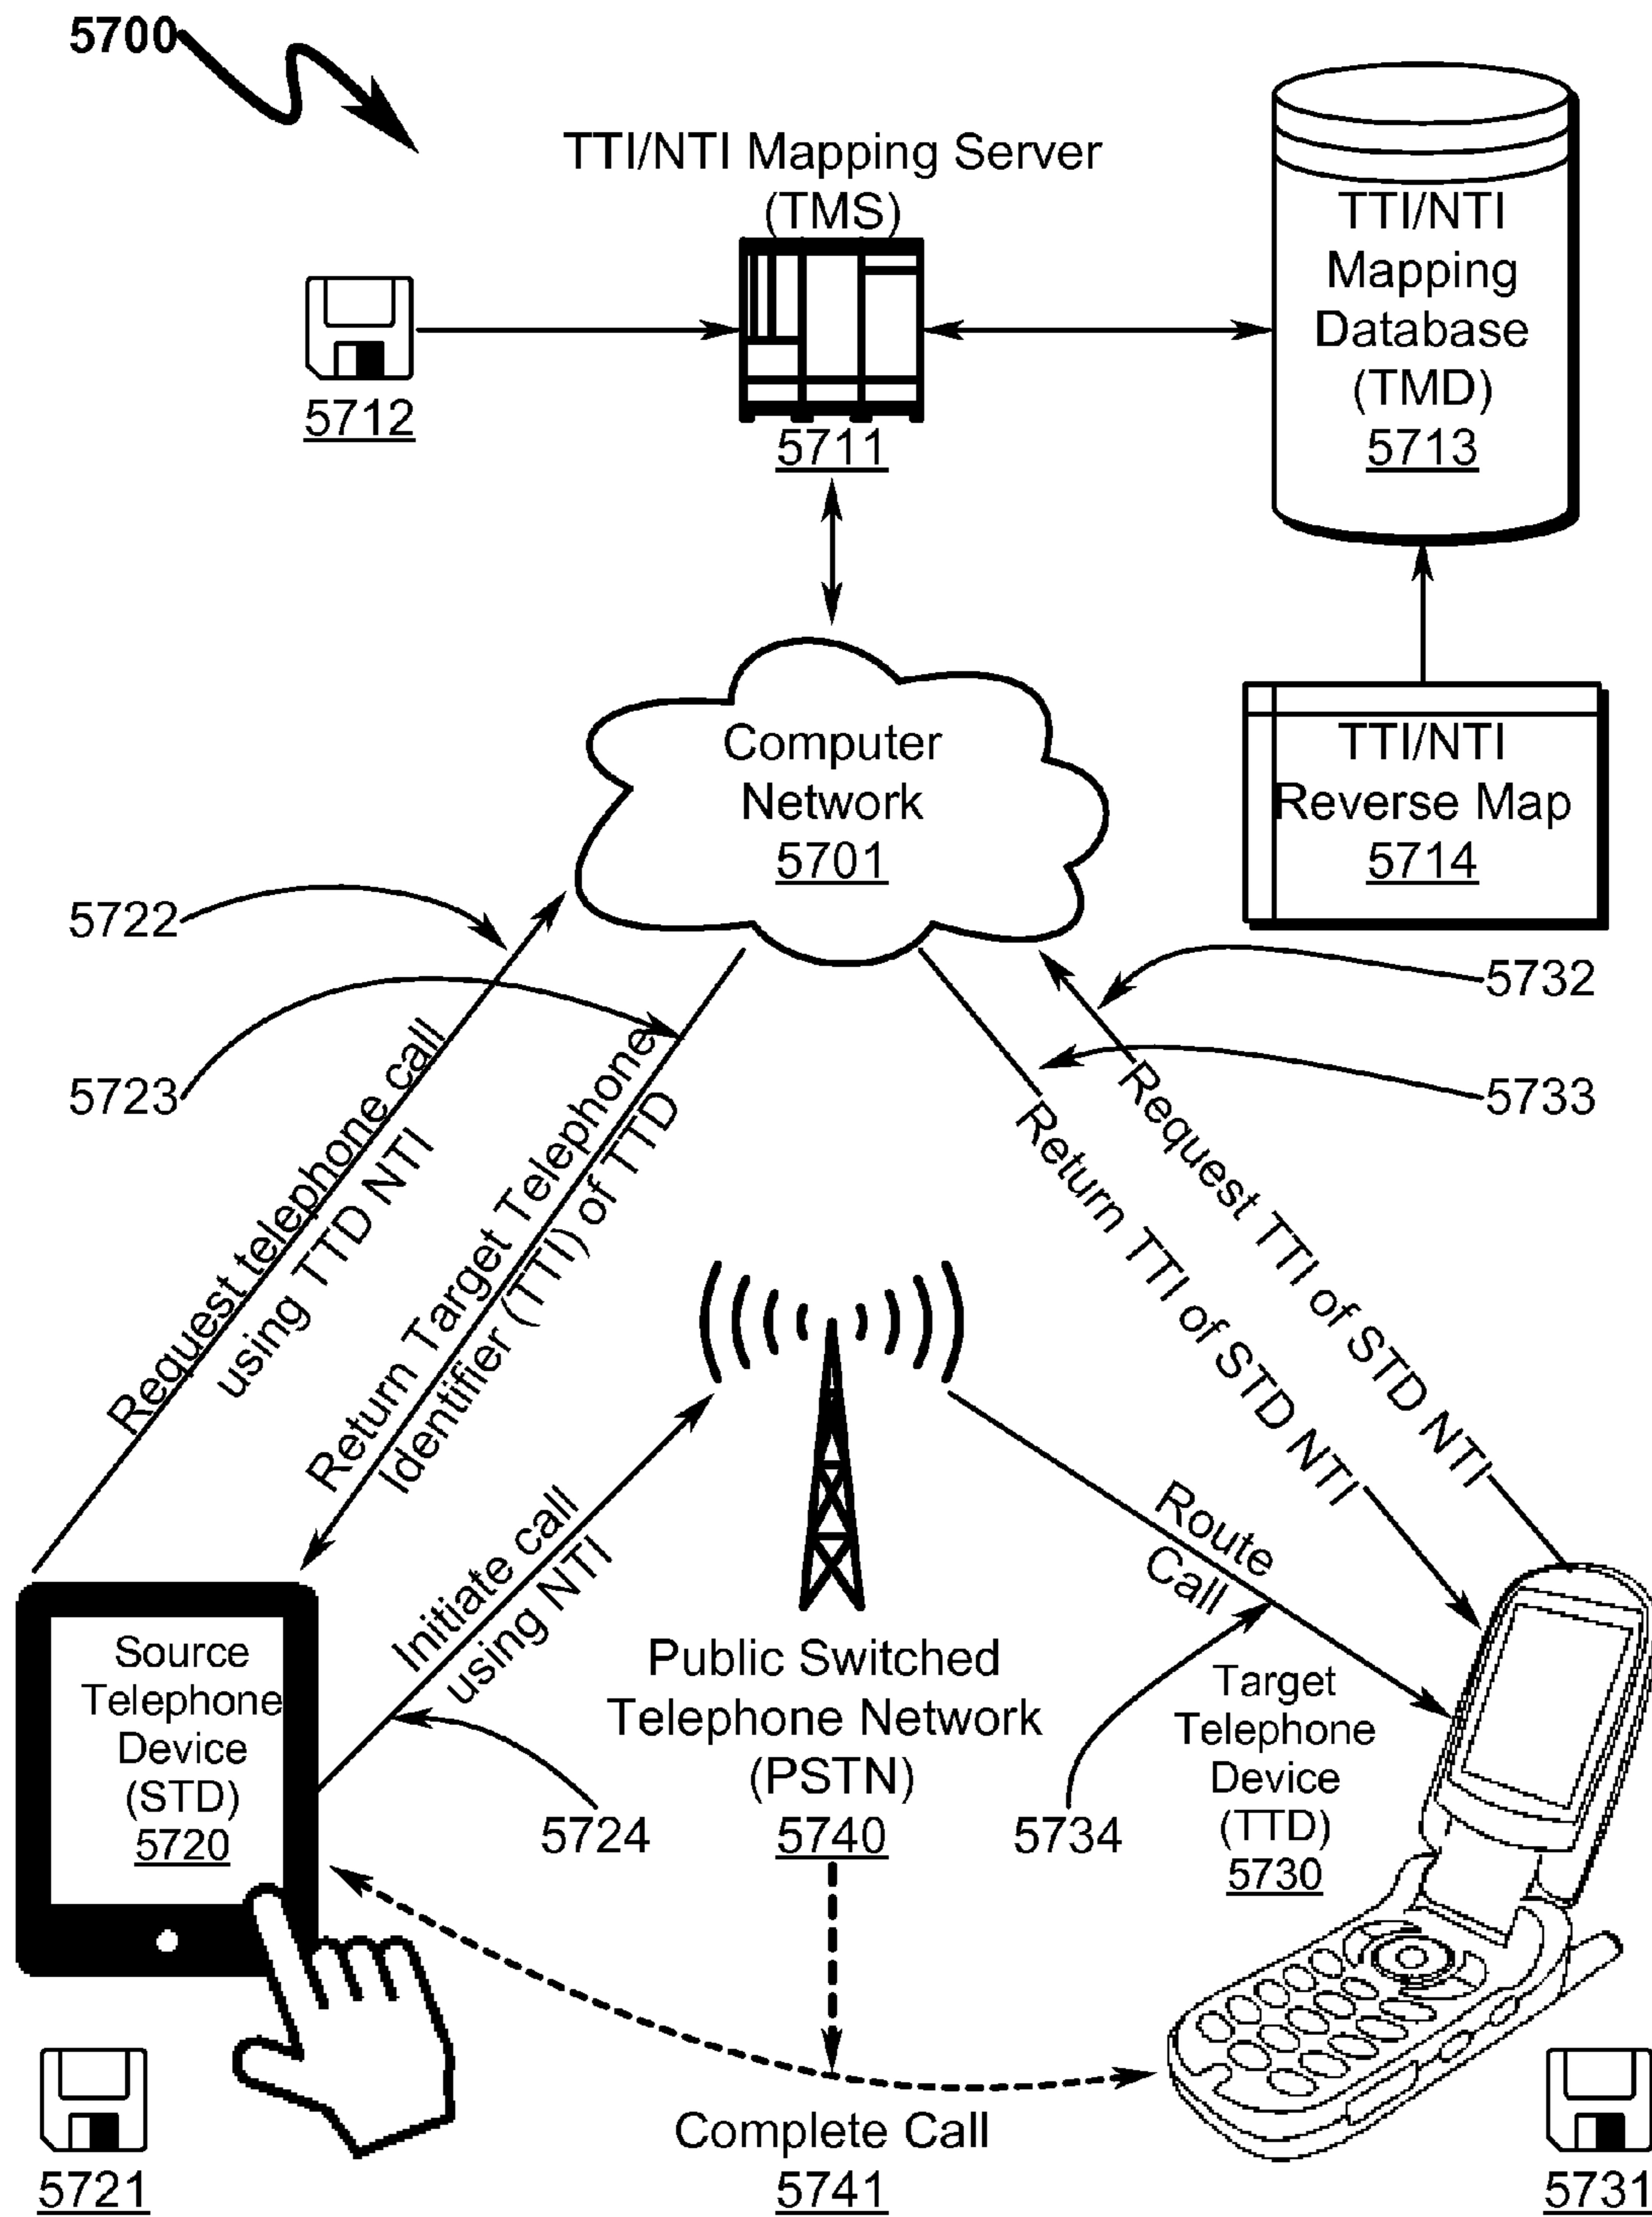 5700
TTI/NTI Mapping Server
(TMS)
5711
5712
TTI/NTI
Mapping
Database
(TMD)
5713
Computer
Network
5701
TTI/NTI
Reverse Map
5714
5722
5723
5732
5733
Request telephone call
using TTD NTI
Return Target Telephone
Identifier (TTI) of TTD
Return TTI of STD NTI
Request TTI of STD NTI
Initiate call
using NTI
Route
Call
Source
Telephone
Device
(STD)
5720
5724
Public Switched
Telephone Network
(PSTN)
5740
5734
Target
Telephone
Device
(TTD)
5730
Complete Call
5741
5721
5731